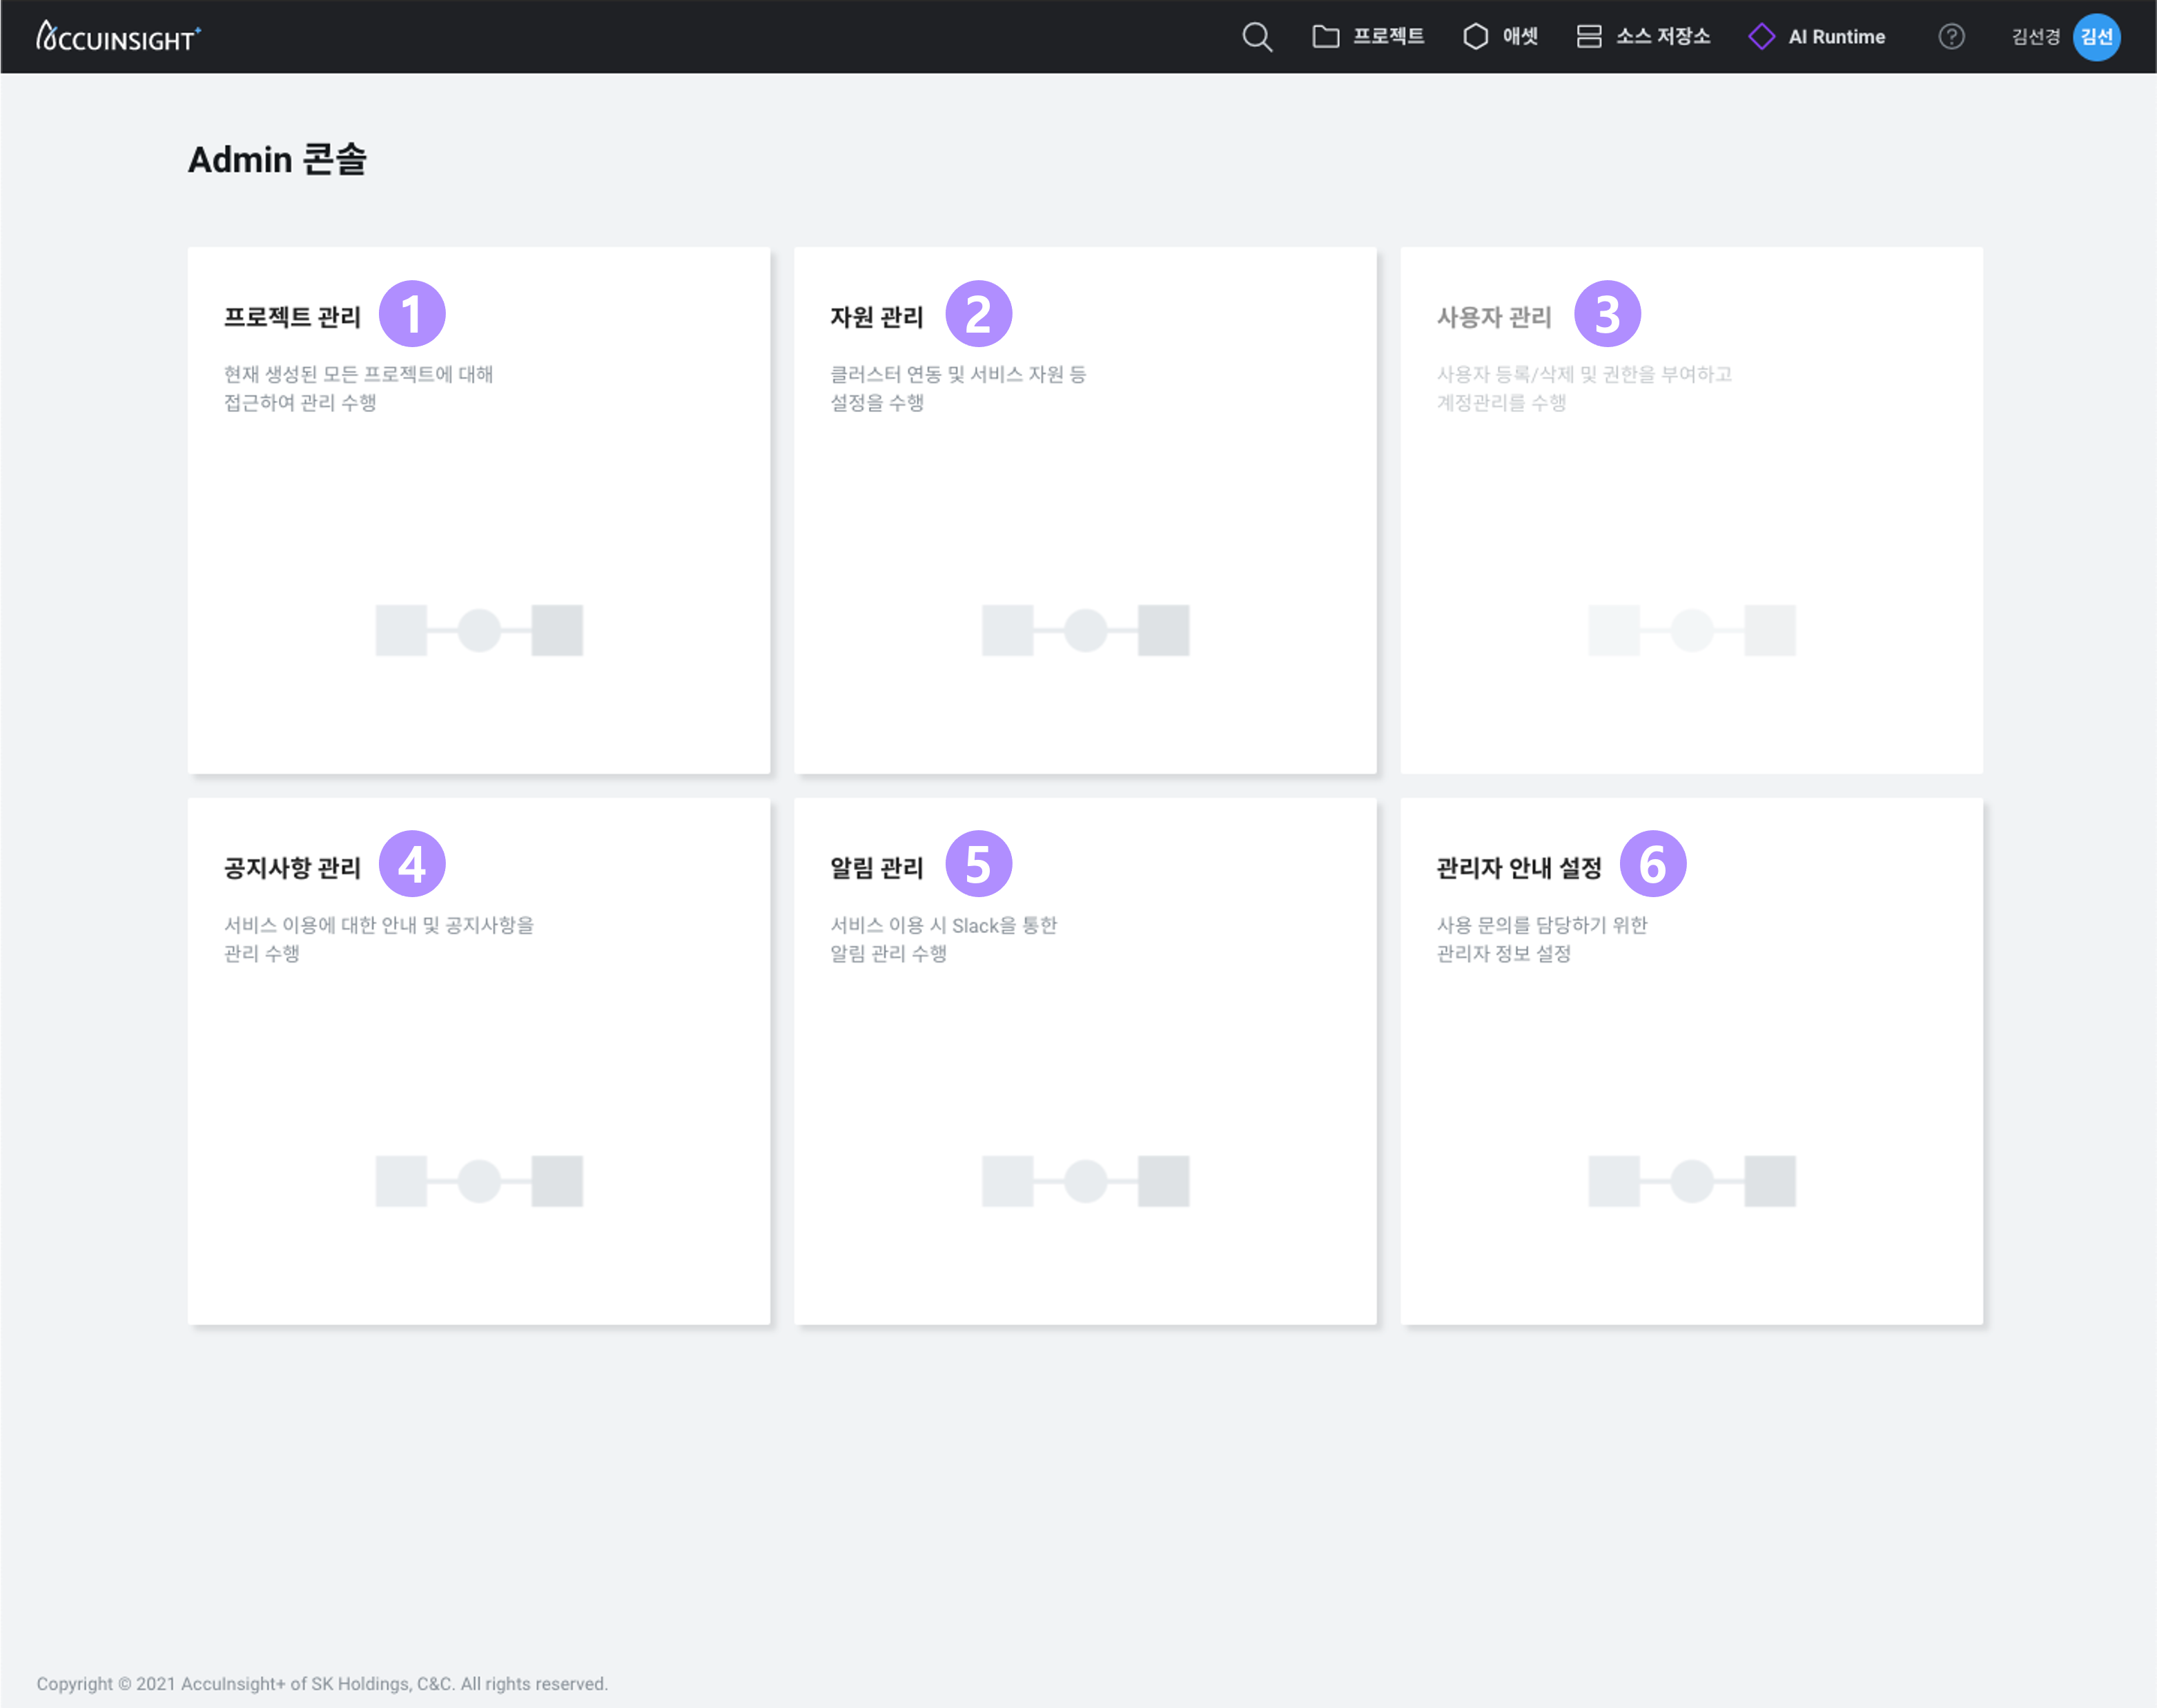 ACCUINSIGHT+
프로젝트
애셋
소스 저장소
AI Runtime
?
김선경
김선
Admin 콘솔
프로젝트 관리
1
현재 생성된 모든 프로젝트에 대해
접근하여 관리 수행
자원 관리
2
클러스터 연동 및 서비스 자원 등
설정을 수행
사용자 관리
3
사용자 등록/삭제 및 권한을 부여하고
계정관리를 수행
공지사항 관리
4
서비스 이용에 대한 안내 및 공지사항을
관리 수행
알림 관리
5
서비스 이용 시 Slack을 통한
알림 관리 수행
관리자 안내 설정
6
사용 문의를 담당하기 위한
관리자 정보 설정
Copyright © 2021 AccuInsight+ of SK Holdings, C&C. All rights reserved.